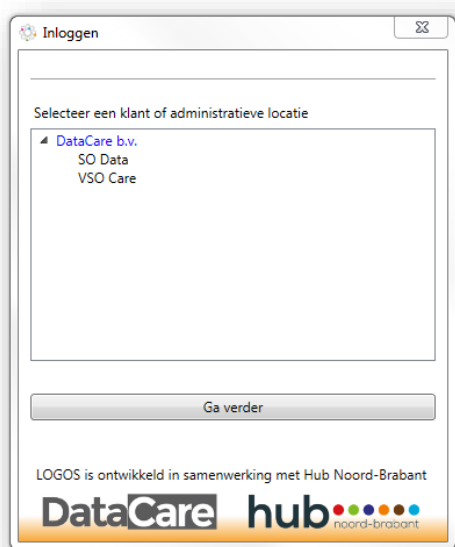 Inloggen
Selecteer een klant of administratieve locatie
DataCare b.v.
SO Data
VSO Care
Ga verder
LOGOS is ontwikkeld in samenwerking met Hub Noord-Brabant
DataCare hub
noord-brabant